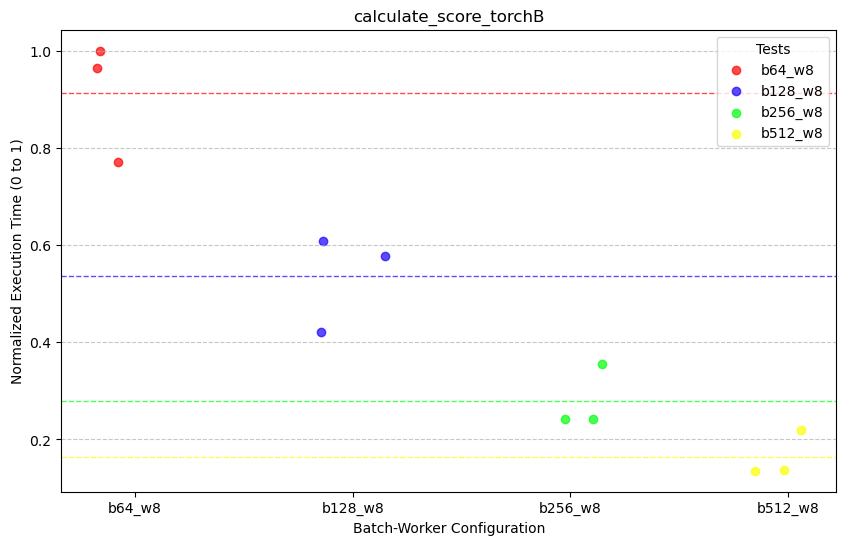 calculate_score_torchB
Normalized Execution Time (0 to 1)
1.0
0.8
0.6
0.4
0.2
Tests
b64_w8
b128_w8
b256_w8
b512_w8
b64_w8
b128_w8
b256_w8
b512_w8
Batch-Worker Configuration